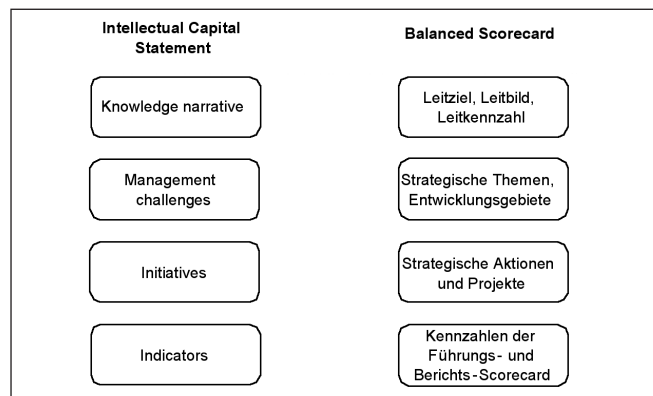 Intellectual Capital
Statement
Knowledge narrative
Management
challenges
Initiatives
Indicators
Balanced Scorecard
Leitziel, Leitbild,
Leitkennzahl
Strategische Themen,
Entwicklungsgebiete
Strategische Aktionen
und Projekte
Kennzahlen der
Führungs- und
Berichts-Scorecard